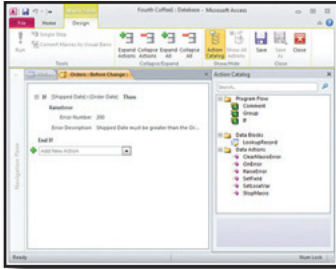 Macro Tools
Fourth Coffee1 : Database - Microsoft Access
File Home Design
Run
Single Step
Convert Macros to Visual Basic
Tools
Expand Actions
Collapse Actions
Expand All
Collapse All
Collapse/Expand
Action Catalog
Show All Actions
Show/Hide
Save
Save As
Close
Close
Orders : Before Change :
If [Shipped Date]<[Order Date] Then
RaiseError
Error Number 200
Error Description Shipped Date must be greater than the Or...
End If
Add New Action
Navigation Pane
Action Catalog
Search...
Program Flow
Comment
Group
If
Data Blocks
LookupRecord
Data Actions
ClearMacroError
OnError
RaiseError
SetField
SetLocalVar
StopMacro
Ready
Num Lock